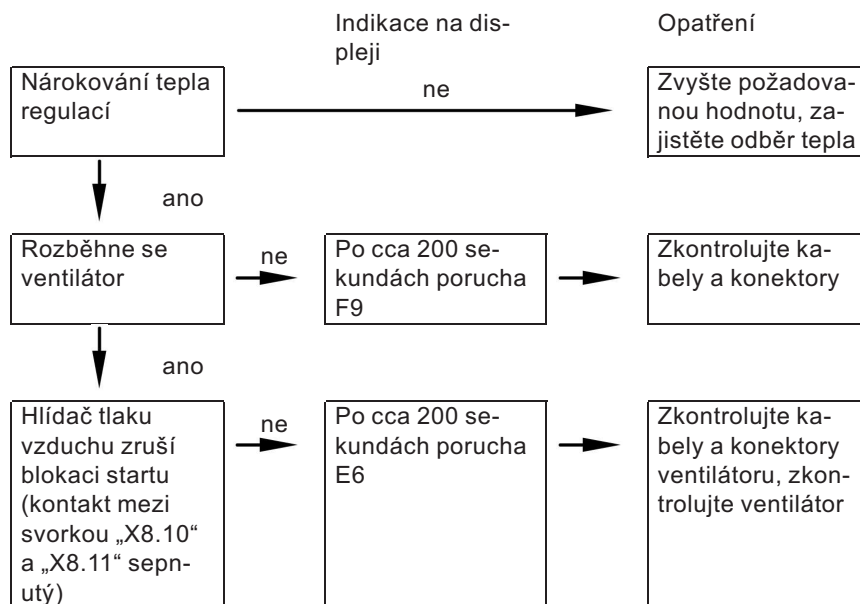 Indikace na dis-
pleji
Opatření
Nárokování tepla
regulací
ne
Zvyšte požadova-
nou hodnotu, za-
jistěte odběr tepla
ano
Rozběhne se
ventilátor
ne
Po cca 200 se-
kundách porucha
F9
Zkontrolujte ka-
bely a konektory
ano
Hlídač tlaku
vzduchu zruší
blokaci startu
(kontakt mezi
svorkou „X8.10“
a „X8.11“ sepn-
utý)
ne
Po cca 200 se-
kundách porucha
E6
Zkontrolujte ka-
bely a konektory
ventilátoru, zkon-
trolujte ventilátor